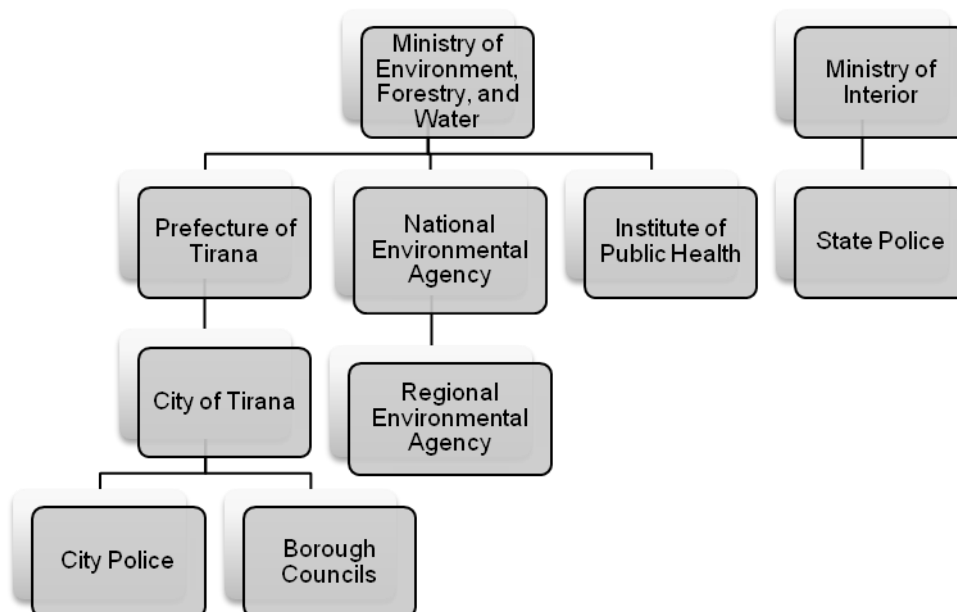 Ministry of
Environment,
Forestry, and
Water
Ministry of
Interior
Prefecture of
Tirana
National
Environmental
Agency
Institute of
Public Health
State Police
City of Tirana
Regional
Environmental
Agency
City Police
Borough
Councils